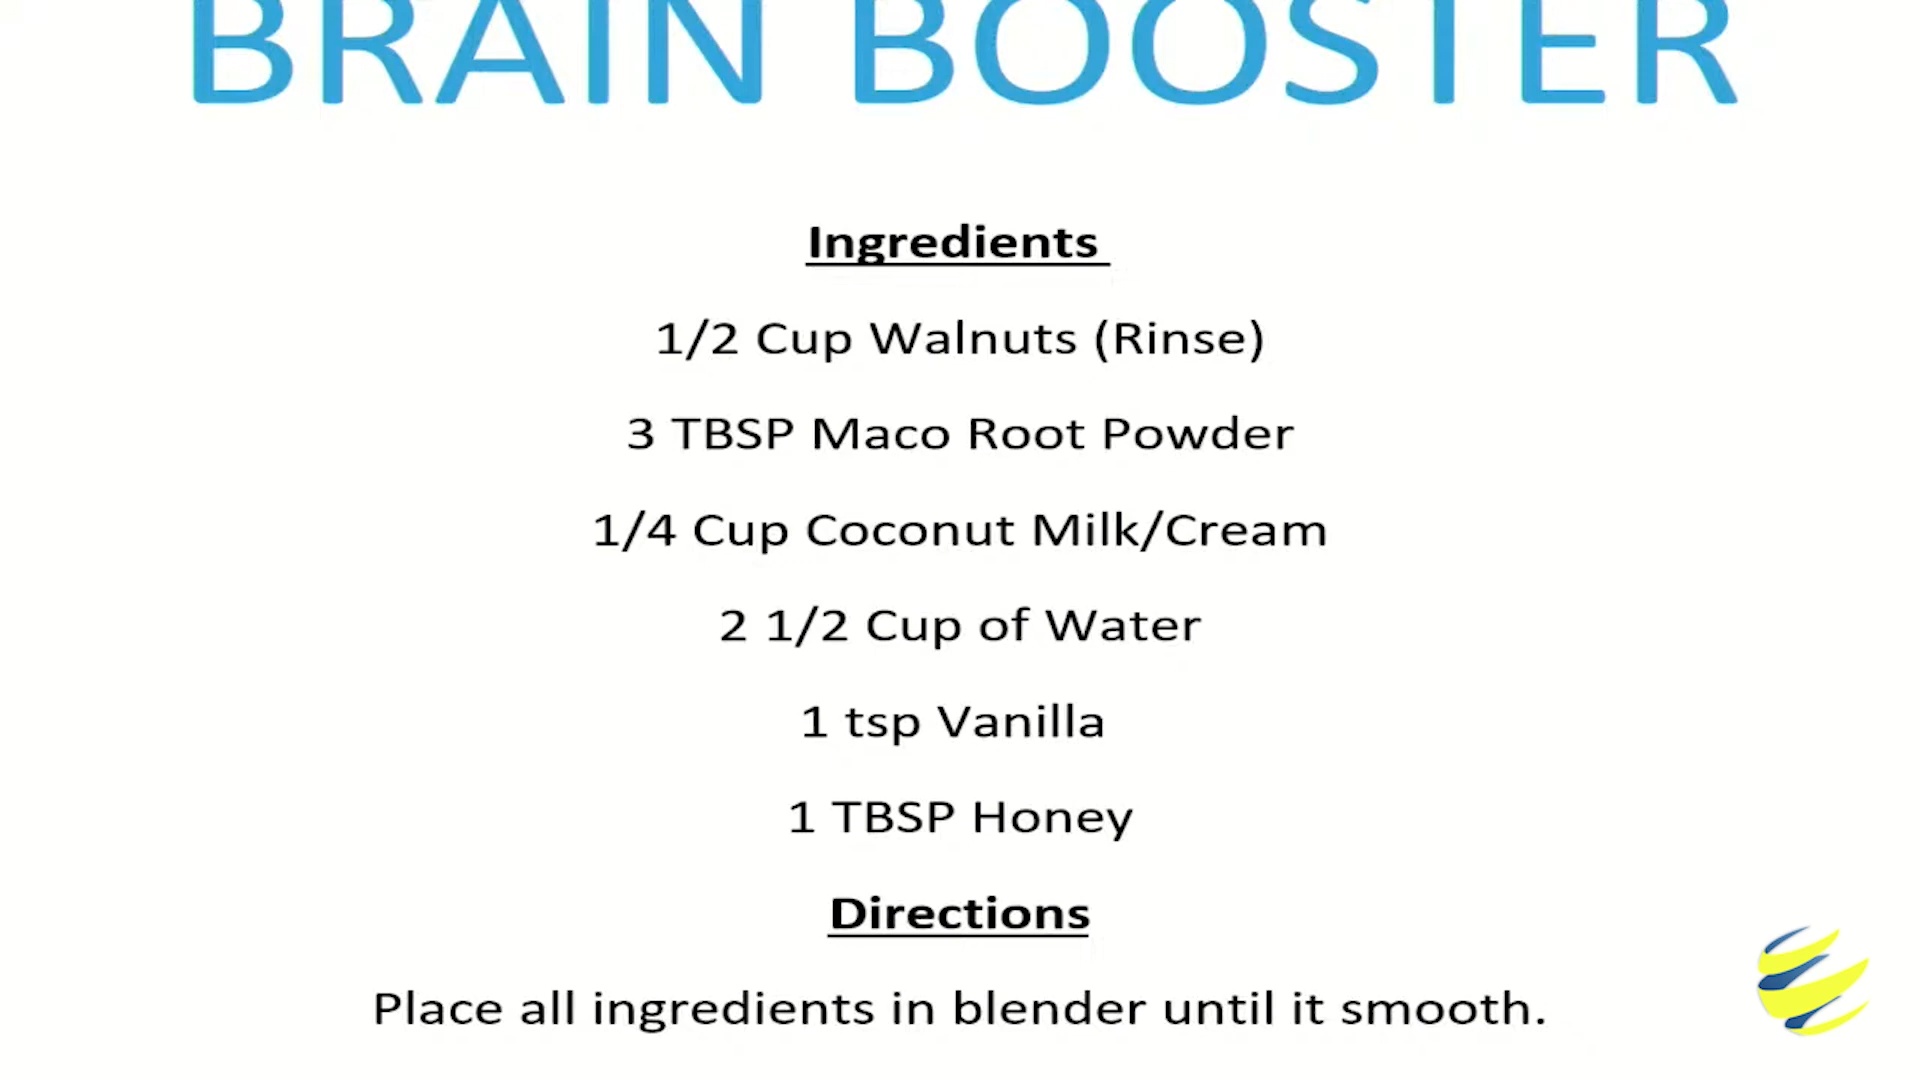 BRAIN BOOSTER
Ingredients
1/2 Cup Walnuts (Rinse)
3 TBSP Maco Root Powder
1/4 Cup Coconut Milk/Cream
2 1/2 Cup of Water
1 tsp Vanilla
1 TBSP Honey
Directions
Place all ingredients in blender until it smooth.